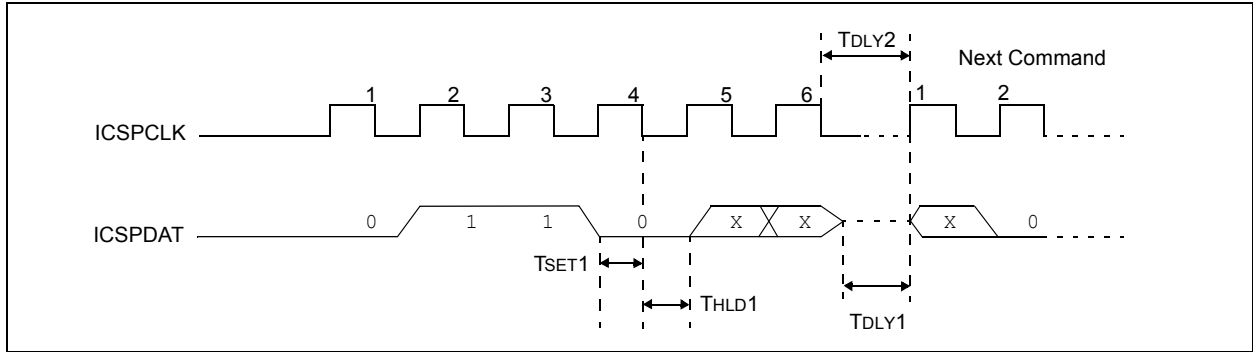 TDLY2
Next Command
1 2 3 4 5 6 1 2
ICSPCLK
ICSPDAT
0 1 1 0 X X X 0
TSET1
THLD1
TDLY1